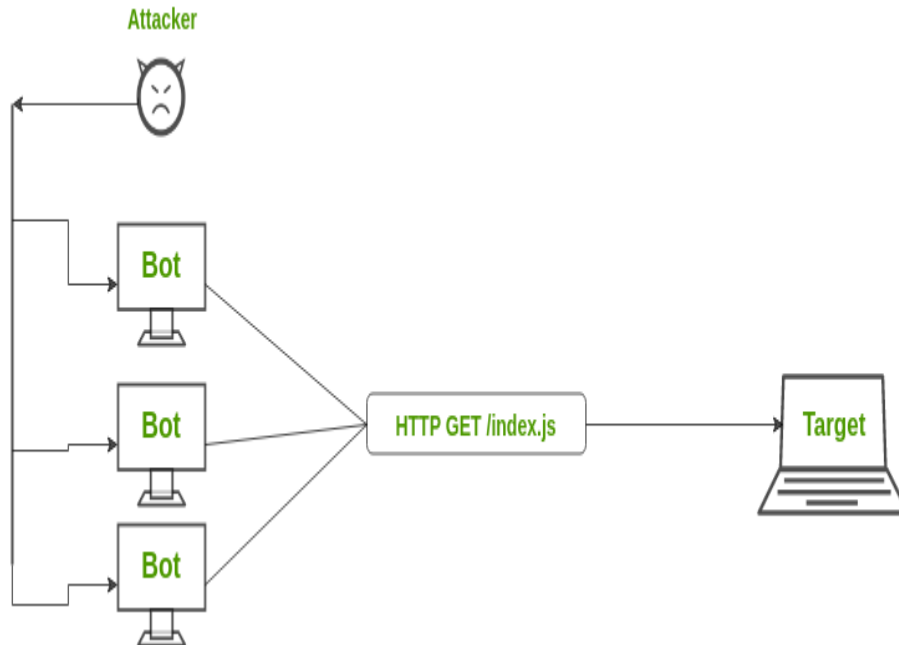 Attacker
Bot
Bot
Bot
HTTP GET /index.js
Target